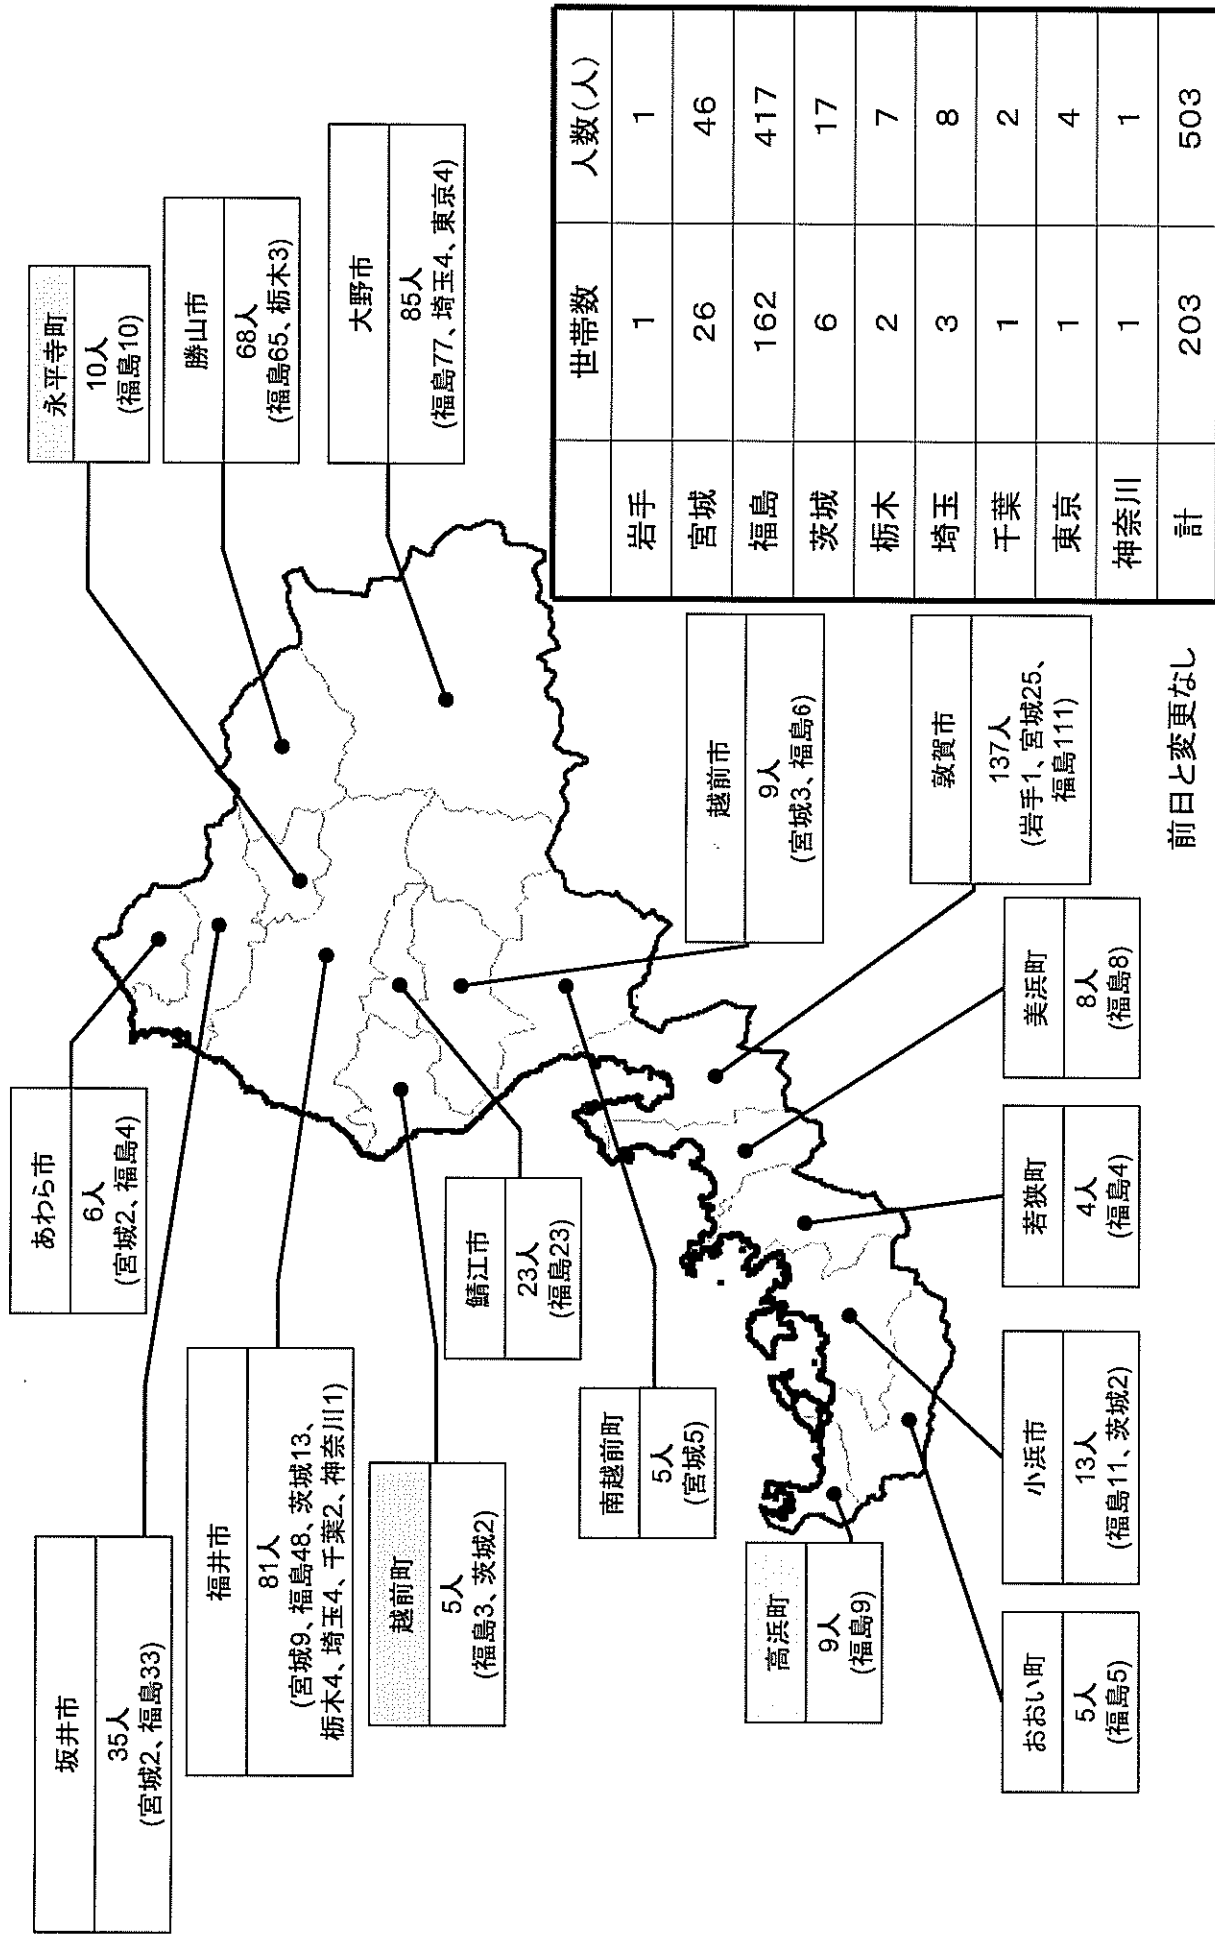 坂井市
35人
(宮城2、福島33)
あわら市
6人
(宮城2、福島4)
永平寺町
10人
(福島10)
勝山市
68人
(福島65、栃木3)
大野市
85人
(福島77、埼玉4、東京4)
福井市
81人
(宮城9、福島48、茨城13、
栃木4、埼玉4、千葉2、神奈川1)
越前町
5人
(福島3、茨城2)
鯖江市
23人
(福島23)
南越前町
5人
(宮城5)
越前市
9人
(宮城3、福島6)
敦賀市
137人
(岩手1、宮城25、
福島111)
高浜町
9人
(福島9)
おおい町
5人
(福島5)
小浜市
13人
(福島11、茨城2)
若狭町
4人
(福島4)
美浜町
8人
(福島8)
世帯数 人数(人)
岩手 1 1
宮城 26 46
福島 162 417
茨城 6 17
栃木 2 7
埼玉 3 8
千葉 1 2
東京 1 4
神奈川 1 1
計 203 503
前日と変更なし